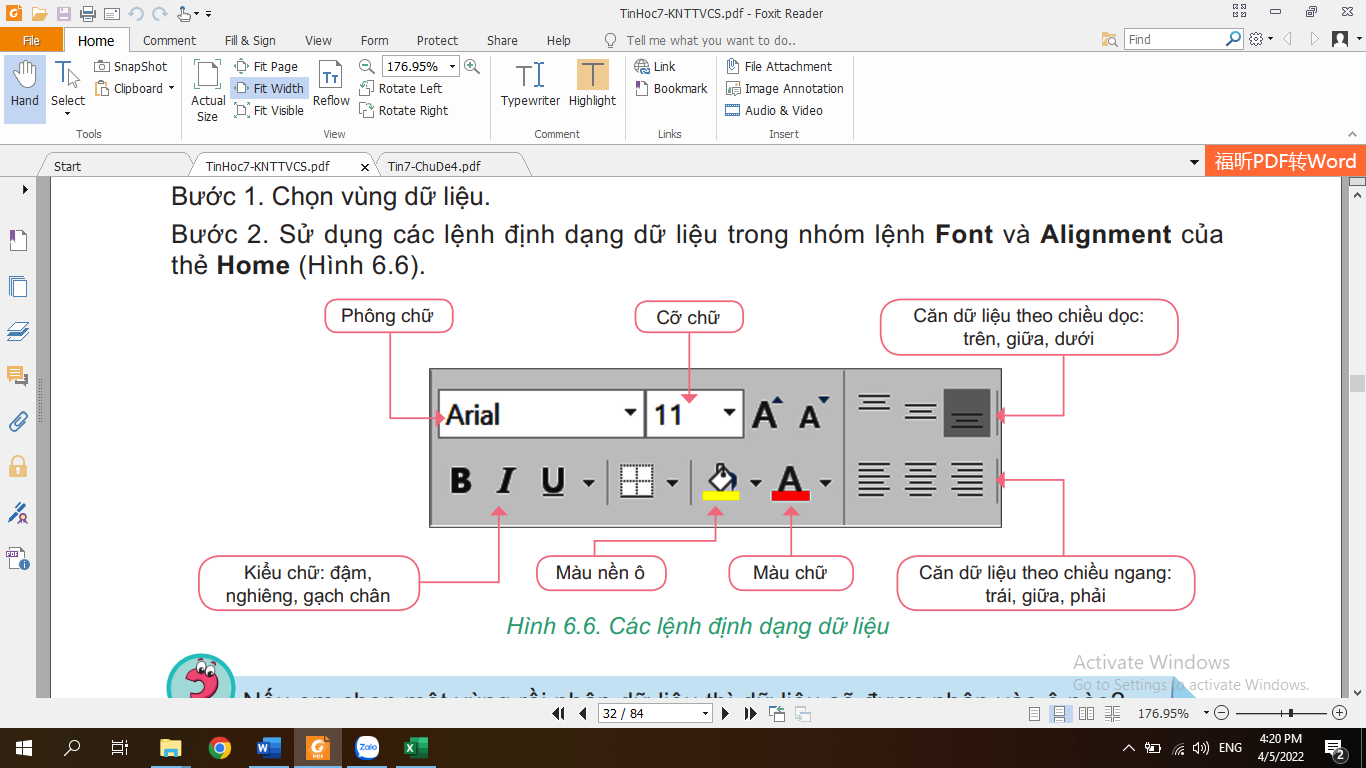 TinHoc7-KNTTVCS.pdf - Foxit Reader
File Home Comment Fill & Sign View Form Protect Share Help Tell me what you want to do.. Find
Hand
Select
SnapShot
Clipboard
Tools
Actual Size
Fit Page
Fit Width
Fit Visible
Reflow
176.95%
Rotate Left
Rotate Right
View
Typewriter
Highlight
Comment
Link
Bookmark
Links
File Attachment
Image Annotation
Audio & Video
Insert
Start TinHoc7-KNTTVCS.pdf Tin7-ChuDe4.pdf 福昕PDF转Word
Bước 1. Chọn vùng dữ liệu.
Bước 2. Sử dụng các lệnh định dạng dữ liệu trong nhóm lệnh Font và Alignment của
thẻ Home (Hình 6.6).
Phông chữ
Cỡ chữ
Căn dữ liệu theo chiều dọc:
trên, giữa, dưới
Arial 11 A A
B I U A
Kiểu chữ: đậm,
nghiêng, gạch chân
Màu nền ô
Màu chữ
Căn dữ liệu theo chiều ngang:
trái, giữa, phải
Hình 6.6. Các lệnh định dạng dữ liệu
Activate Windows
Go to Settings to activate Windows.
32 / 84 176.95%
ENG
4:20 PM
4/5/2022
2